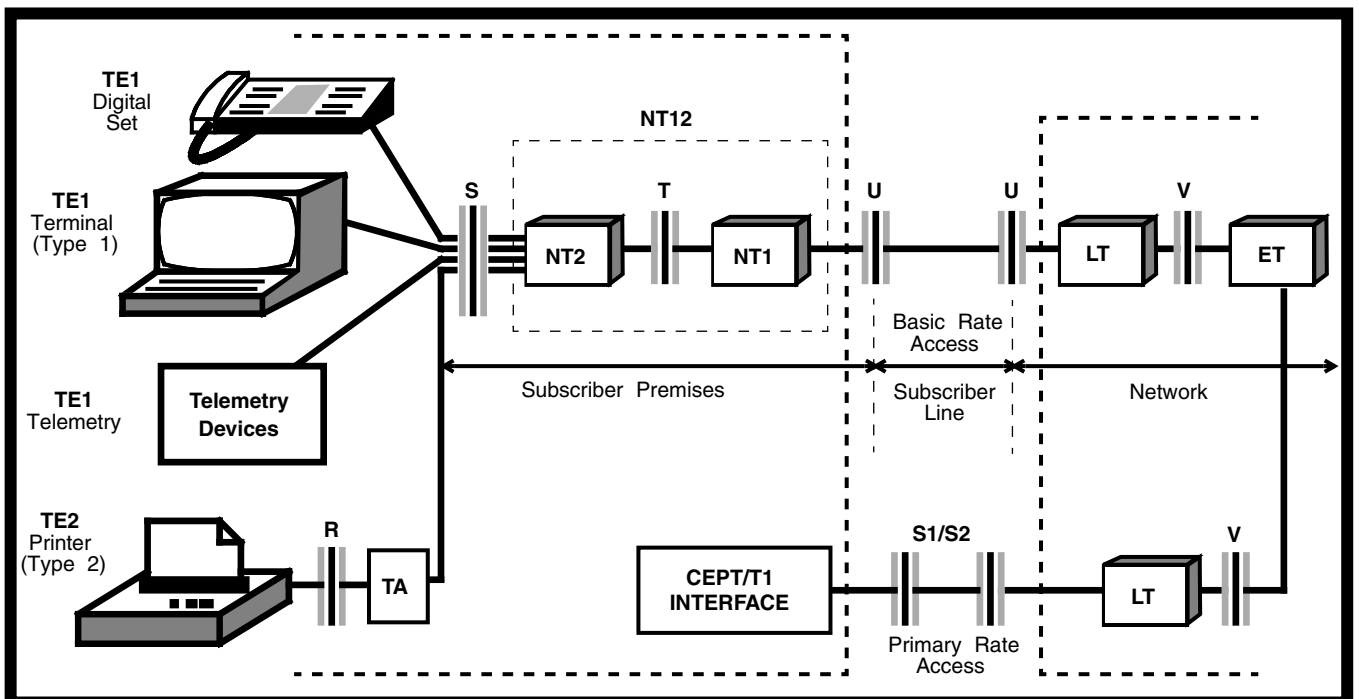 TE1
Digital
Set
NT12
TE1
Terminal
(Type 1)
S
T
U
U
V
NT2
NT1
LT
ET
Basic Rate
Access
Subscriber Premises
Subscriber
Line
Network
TE1
Telemetry
Telemetry
Devices
TE2
Printer
(Type 2)
R
TA
CEPT/T1
INTERFACE
S1/S2
Primary Rate
Access
LT
V